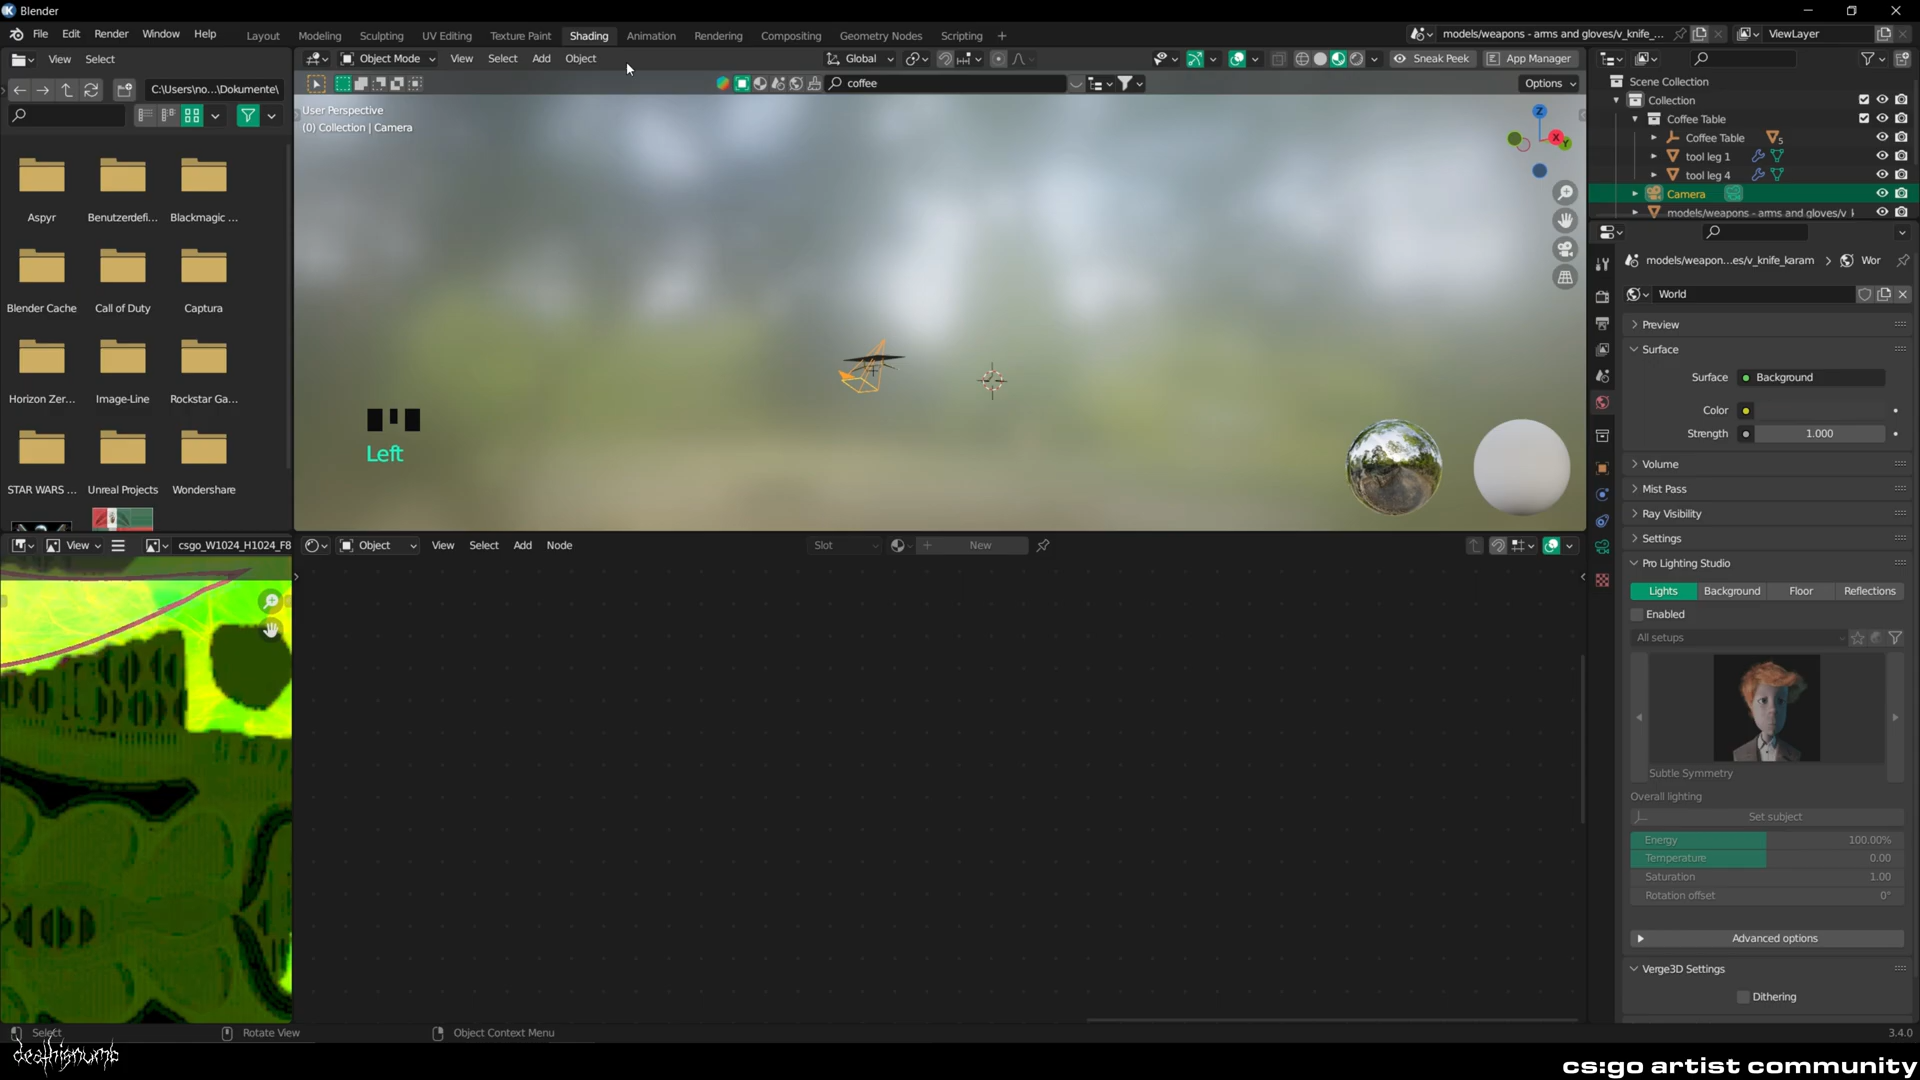 Blender
File Edit Render Window Help Layout Modeling Sculpting UV Editing Texture Paint Shading Animation Rendering Compositing Geometry Nodes Scripting + models/weapons - arms and gloves/v_knife_... ViewLayer
View Select Object Mode View Select Add Object Global Sneak Peek App Manager
C:\Users\no...\Dokumente\ coffee Options
User Perspective
(0) Collection | Camera
Z
X
Y
Aspyr Benutzerdefi... Blackmagic ...
Blender Cache Call of Duty Captura
Horizon Zer... Image-Line Rockstar Ga...
STAR WARS ... Unreal Projects Wondershare
Left
Scene Collection
Collection
Coffee Table
Coffee Table 5
tool leg 1
tool leg 4
Camera
models/weapons - arms and gloves/v_k
models/weapon...es/v_knife_karam > Wor
World
Preview
Surface
Surface Background
Color
Strength 1.000
Volume
Mist Pass
Ray Visibility
Settings
Pro Lighting Studio
Lights Background Floor Reflections
Enabled
All setups
Subtle Symmetry
Overall lighting
Set subject
Energy 100.00%
Temperature 0.00
Saturation 1.00
Rotation offset 0°
Advanced options
Verge3D Settings
Dithering
View csgo_W1024_H1024_F8 Object View Select Add Node Slot + New
Select Rotate View Object Context Menu 3.4.0
deathisnumb
cs:go artist community